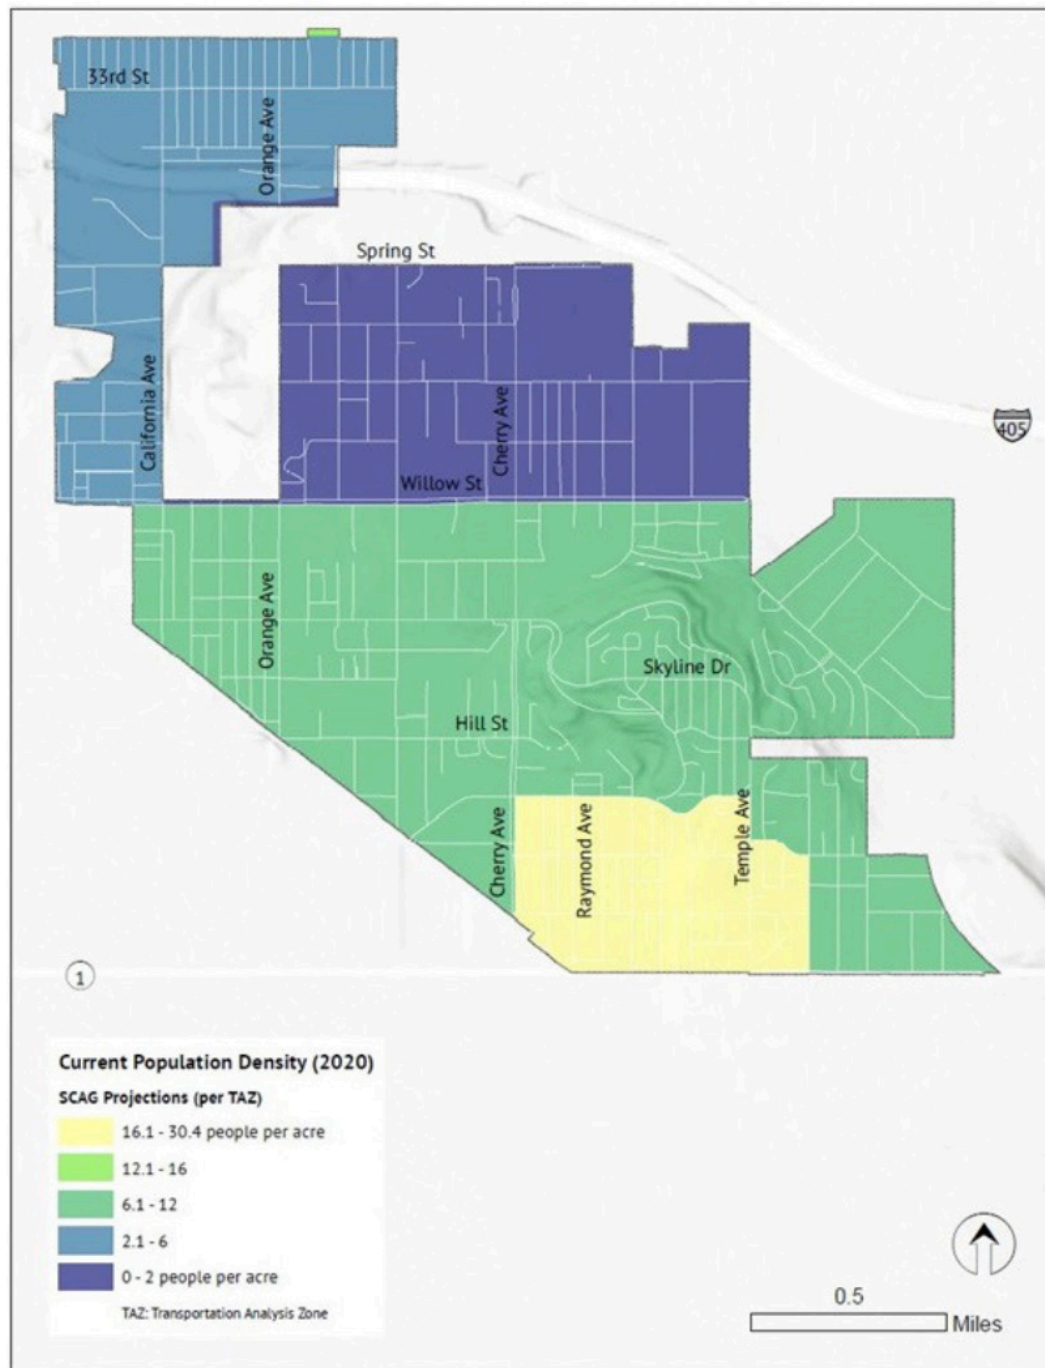 33rd St
Orange Ave
Spring St
California Ave
Cherry Ave
405
Willow St
Orange Ave
Skyline Dr
Hill St
Cherry Ave
Raymond Ave
Temple Ave
1
Current Population Density (2020)
SCAG Projections (per TAZ)
16.1 - 30.4 people per acre
12.1 - 16
6.1 - 12
2.1 - 6
0 - 2 people per acre
TAZ: Transportation Analysis Zone
0.5
Miles